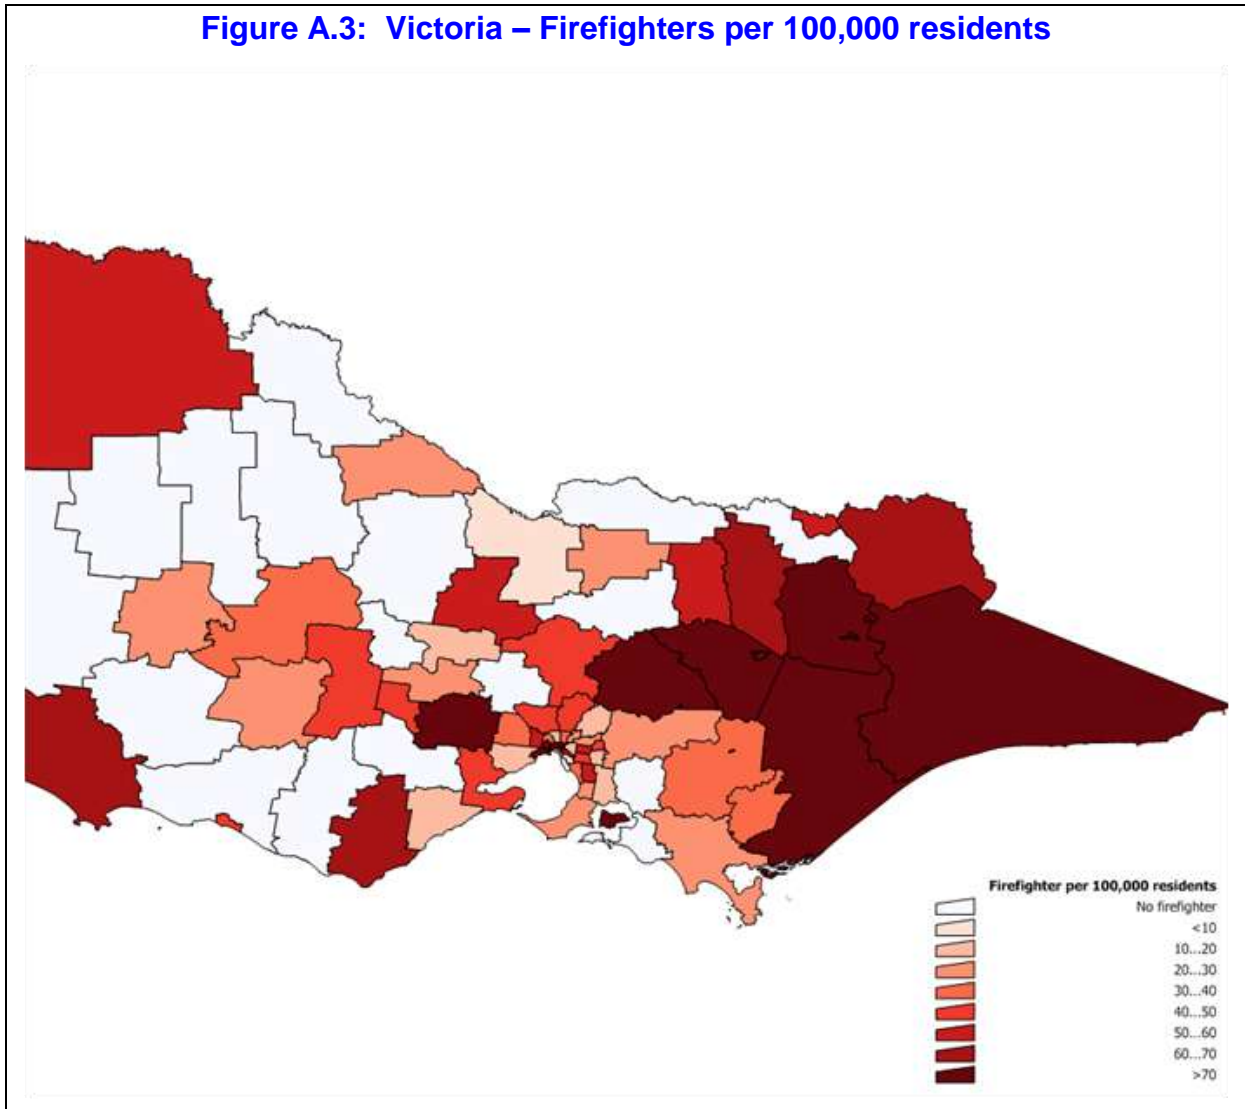 Figure A.3: Victoria – Firefighters per 100,000 residents
Firefighter per 100,000 residents
No firefighter
<10
10...20
20...30
30...40
40...50
50...60
60...70
>70